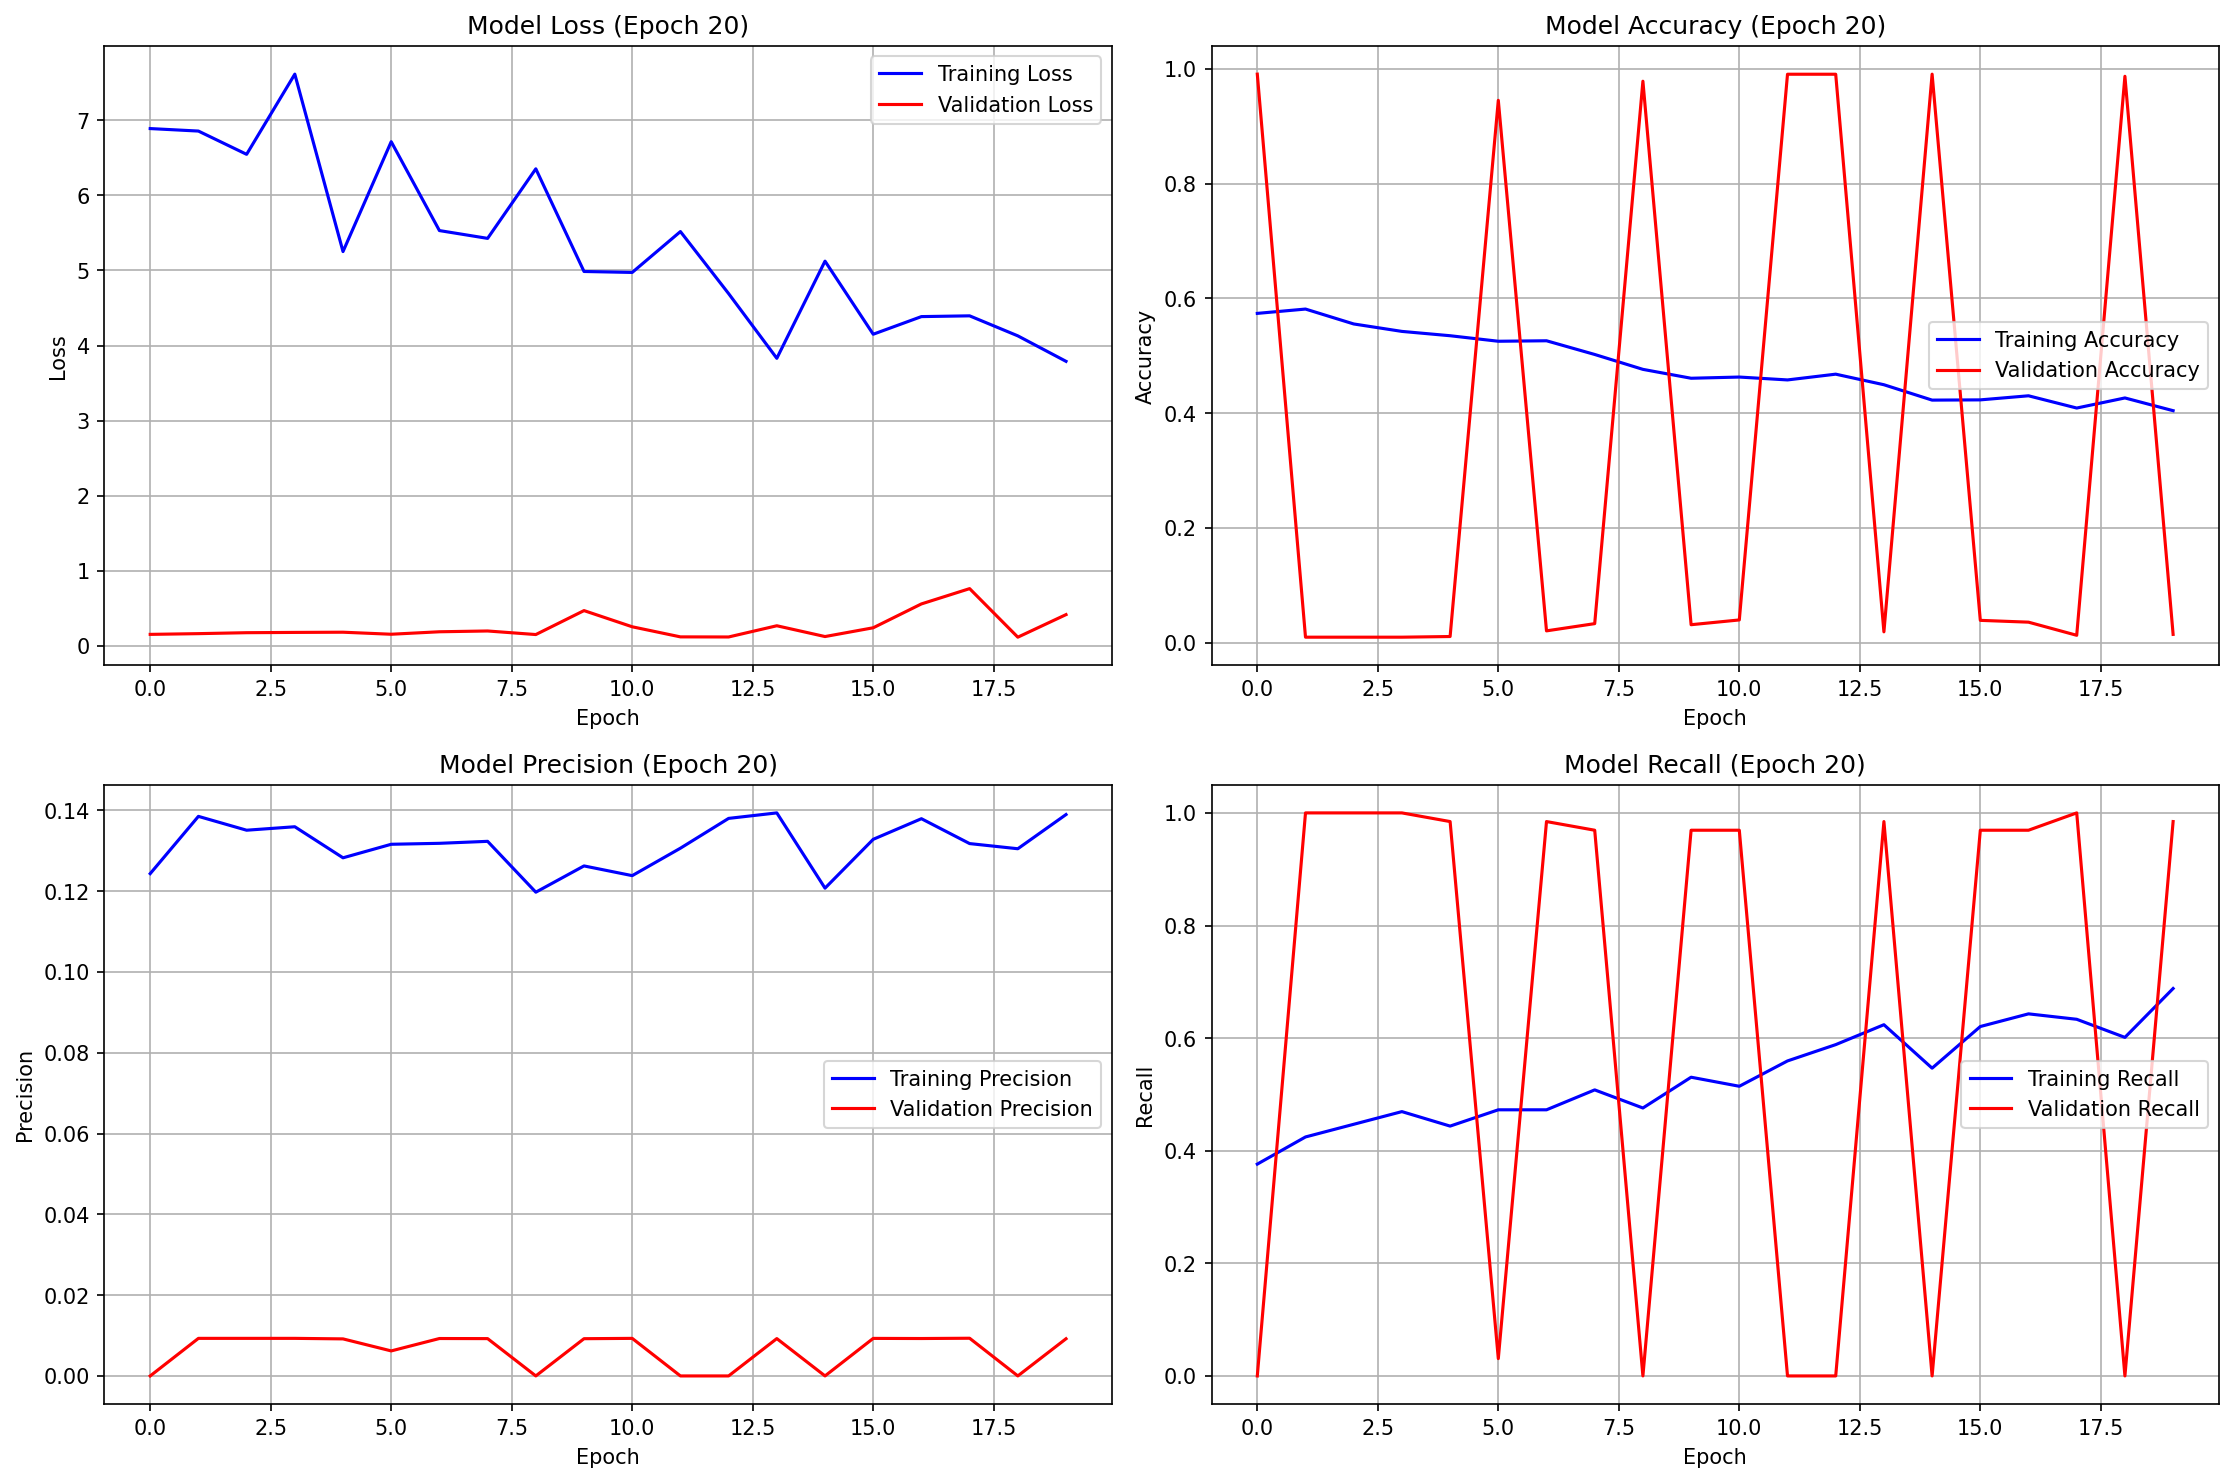 Model Loss (Epoch 20)
Training Loss
Validation Loss
Loss
7
6
5
4
3
2
1
0
0.0 2.5 5.0 7.5 10.0 12.5 15.0 17.5
Epoch
Model Accuracy (Epoch 20)
Training Accuracy
Validation Accuracy
Accuracy
1.0
0.8
0.6
0.4
0.2
0.0
0.0 2.5 5.0 7.5 10.0 12.5 15.0 17.5
Epoch
Model Precision (Epoch 20)
Training Precision
Validation Precision
Precision
0.14
0.12
0.10
0.08
0.06
0.04
0.02
0.00
0.0 2.5 5.0 7.5 10.0 12.5 15.0 17.5
Epoch
Model Recall (Epoch 20)
Training Recall
Validation Recall
Recall
1.0
0.8
0.6
0.4
0.2
0.0
0.0 2.5 5.0 7.5 10.0 12.5 15.0 17.5
Epoch